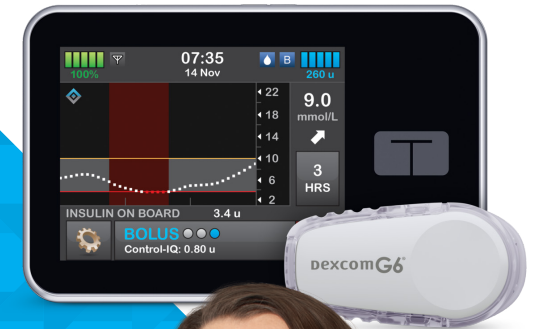 100%
07:35
14 Nov
B
260 u
22
18
14
10
6
2
9.0
mmol/L
3
HRS
INSULIN ON BOARD 3.4 u
BOLUS
Control-IQ: 0.80 u
T
Dexcom G6